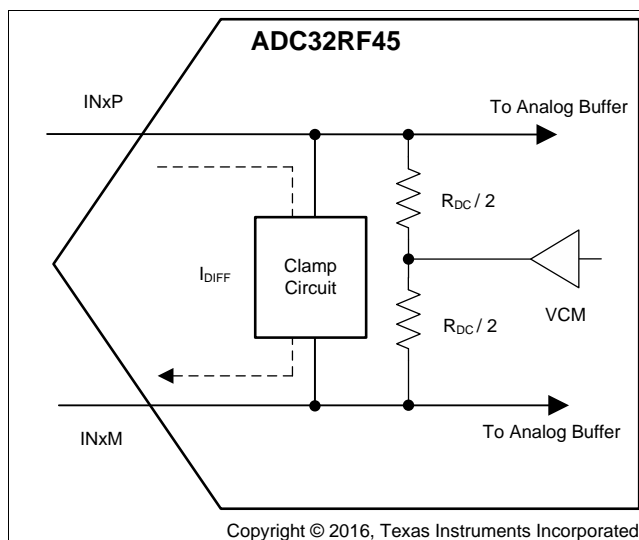 ADC32RF45
INxP
To Analog Buffer
RDC / 2
IDIFF
Clamp
Circuit
VCM
RDC / 2
INxM
To Analog Buffer
Copyright © 2016, Texas Instruments Incorporated